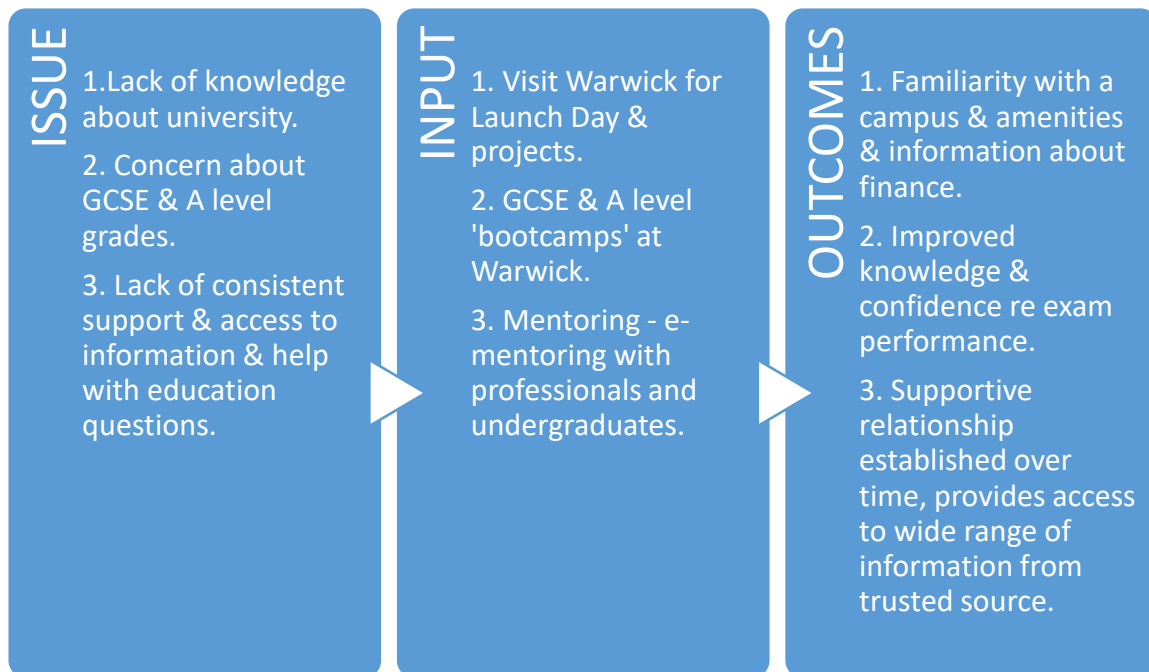 ISSUE
1.Lack of knowledge
about university.
2. Concern about
GCSE & A level
grades.
3. Lack of consistent
support & access to
information & help
with education
questions.
INPUT
1. Visit Warwick for
Launch Day &
projects.
2. GCSE & A level
'bootcamps' at
Warwick.
3. Mentoring - e-
mentoring with
professionals and
undergraduates.
OUTCOMES
1. Familiarity with a
campus & amenities
& information about
finance.
2. Improved
knowledge &
confidence re exam
performance.
3. Supportive
relationship
established over
time, provides access
to wide range of
information from
trusted source.